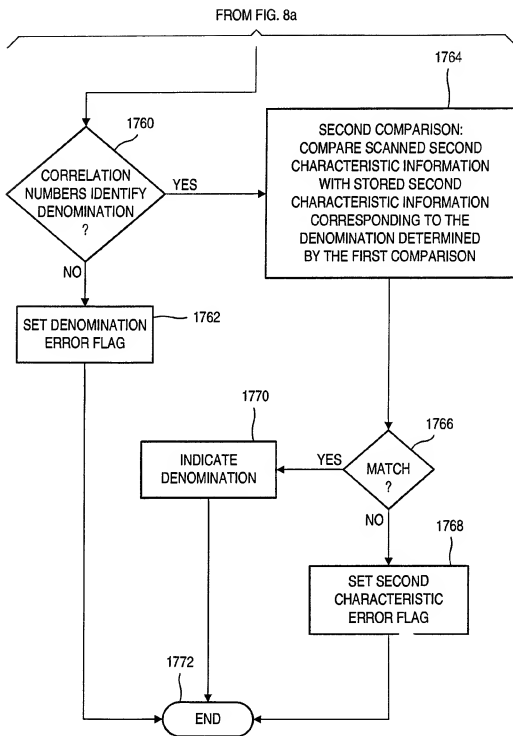 FROM FIG. 8a
1764
1760
CORRELATION
NUMBERS IDENTIFY
DENOMINATION
?
YES
NO
SECOND COMPARISON:
COMPARE SCANNED SECOND
CHARACTERISTIC INFORMATION
WITH STORED SECOND
CHARACTERISTIC INFORMATION
CORRESPONDING TO THE
DENOMINATION DETERMINED
BY THE FIRST COMPARISON
1762
SET DENOMINATION
ERROR FLAG
1770
INDICATE
DENOMINATION
1766
YES
MATCH
?
NO
1768
SET SECOND
CHARACTERISTIC
ERROR FLAG
1772
END